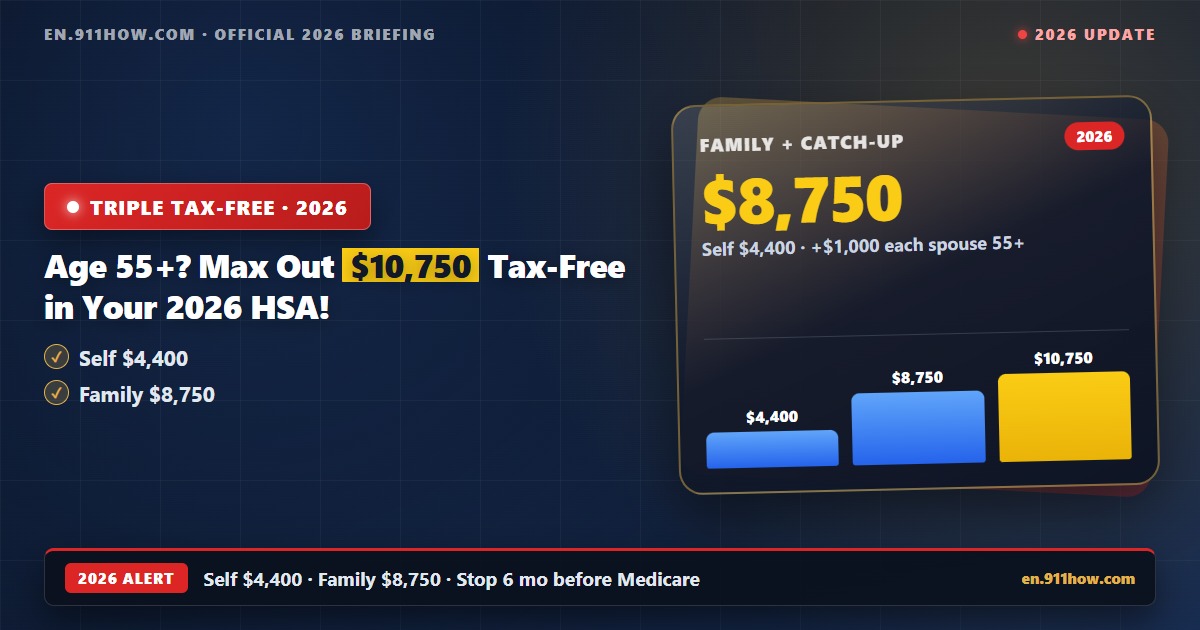 EN.911HOW.COM · OFFICIAL 2026 BRIEFING
2026 UPDATE
TRIPLE TAX-FREE · 2026
Age 55+? Max Out $10,750 Tax-Free
in Your 2026 HSA!
✓ Self $4,400
✓ Family $8,750
FAMILY + CATCH-UP
2026
$8,750
Self $4,400 · +$1,000 each spouse 55+
$4,400
$8,750
$10,750
2026 ALERT
Self $4,400 · Family $8,750 · Stop 6 mo before Medicare
en.911how.com